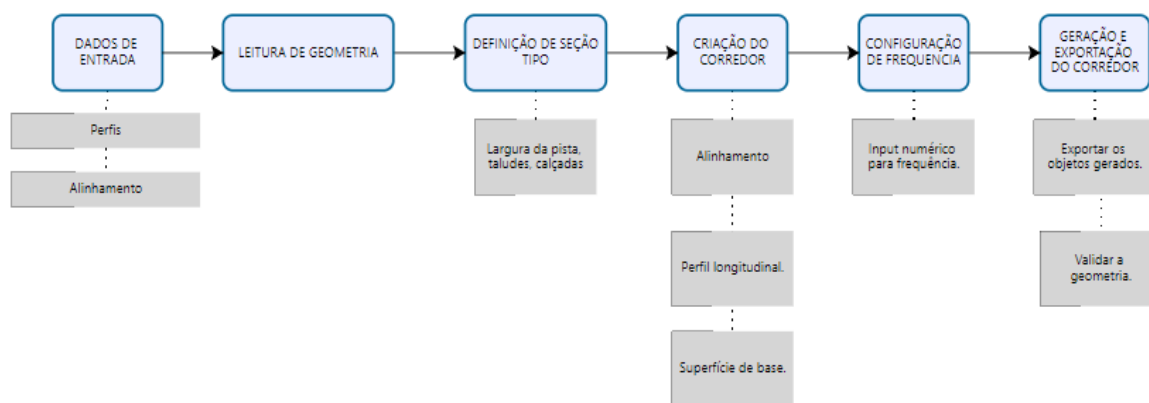 DADOS DE
ENTRADA
LEITURA DE GEOMETRIA
DEFINIÇÃO DE SEÇÃO
TIPO
CRIAÇÃO DO
CORREDOR
CONFIGURAÇÃO
DE FREQUENCIA
GERAÇÃO E
EXPORTAÇÃO
DO CORREDOR
Perfis
Alinhamento
Largura da pista,
taludes, calçadas
Alinhamento
Perfil longitudinal.
Superfície de base.
Input numérico
para frequência.
Exportar os
objetos gerados.
Validar a
geometria.